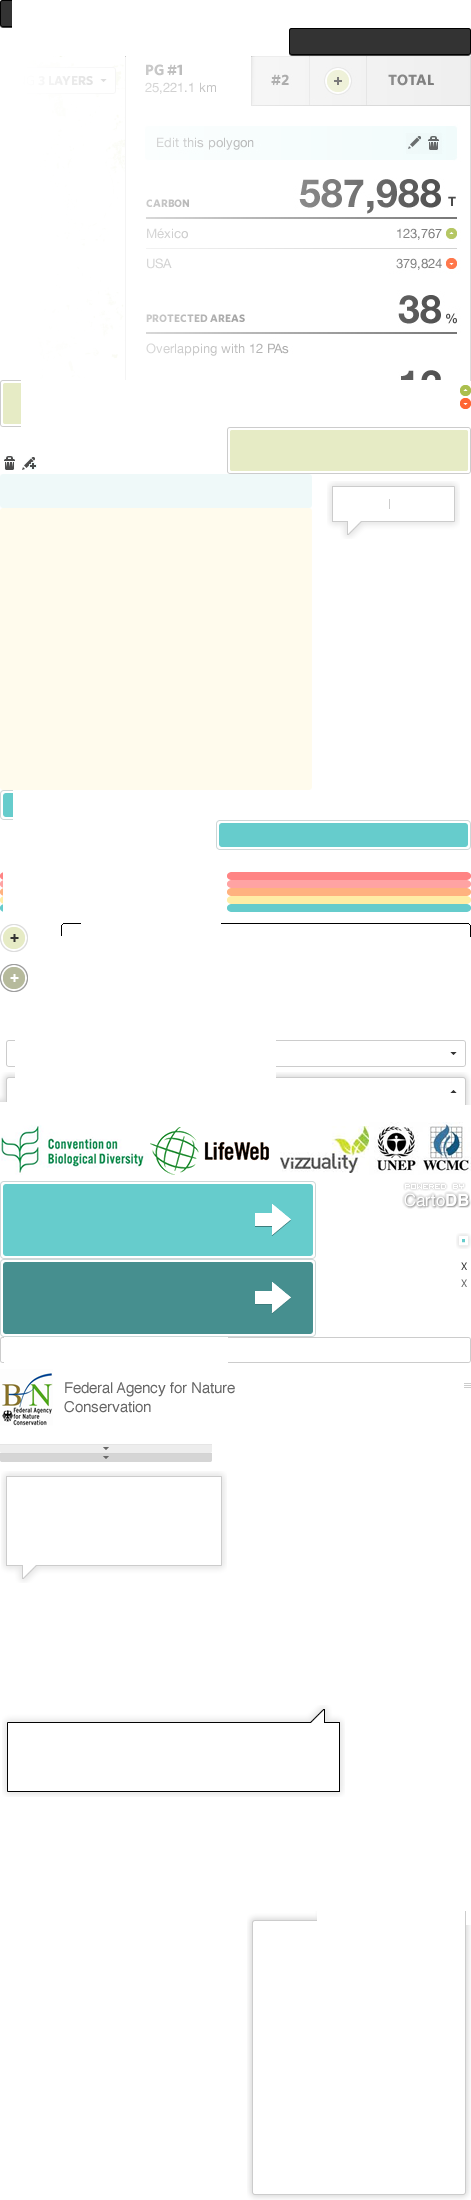 3 LAYERS
PG #1
25,221.1 km
#2
+
TOTAL
Edit this polygon
CARBON
587,988 T
México
123,767
USA
379,824
PROTECTED AREAS
38 %
Overlapping with 12 PAs
+
+
Convention on
Biological Diversity
LifeWeb
vizzuality
UNEP
WCMC
POWERED BY
CartoDB
X
X
BfN
Federal Agency
for Nature
Conservation
Federal Agency for Nature
Conservation